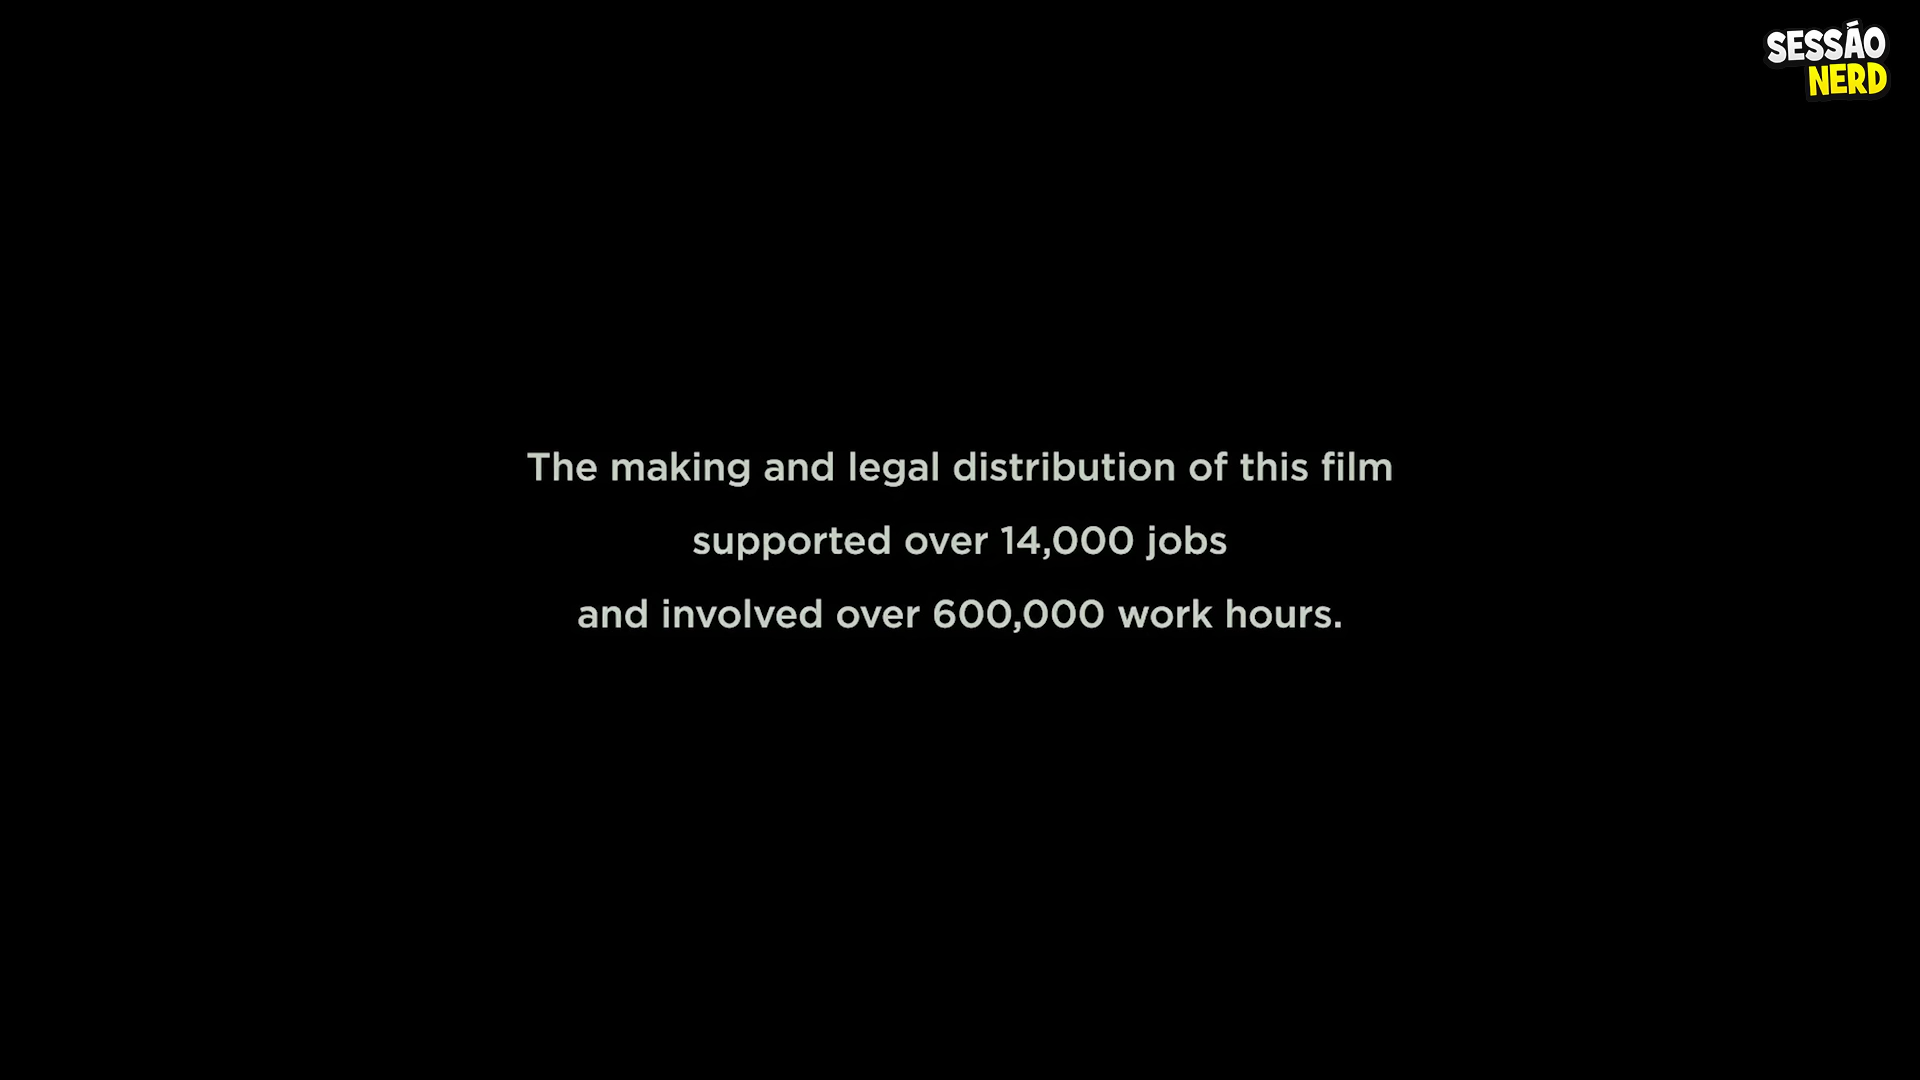 SESSÃO
NERD
The making and legal distribution of this film
supported over 14,000 jobs
and involved over 600,000 work hours.